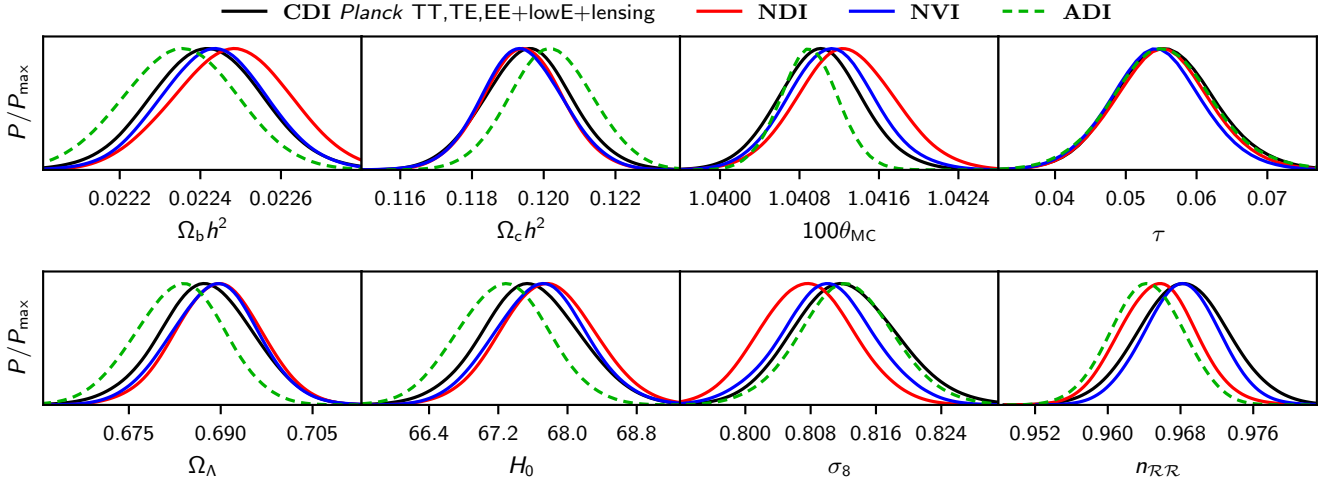 CDI Planck TT,TE,EE+lowE+lensing NDI NVI ADI
P/P_max
0.0222 0.0224 0.0226 0.116 0.118 0.120 0.122 1.0400 1.0408 1.0416 1.0424 0.04 0.05 0.06 0.07
Ω_b h² Ω_c h² 100θ_MC τ
P/P_max
0.675 0.690 0.705 66.4 67.2 68.0 68.8 0.800 0.808 0.816 0.824 0.952 0.960 0.968 0.976
Ω_Λ H_0 σ_8 n_ℛℛ